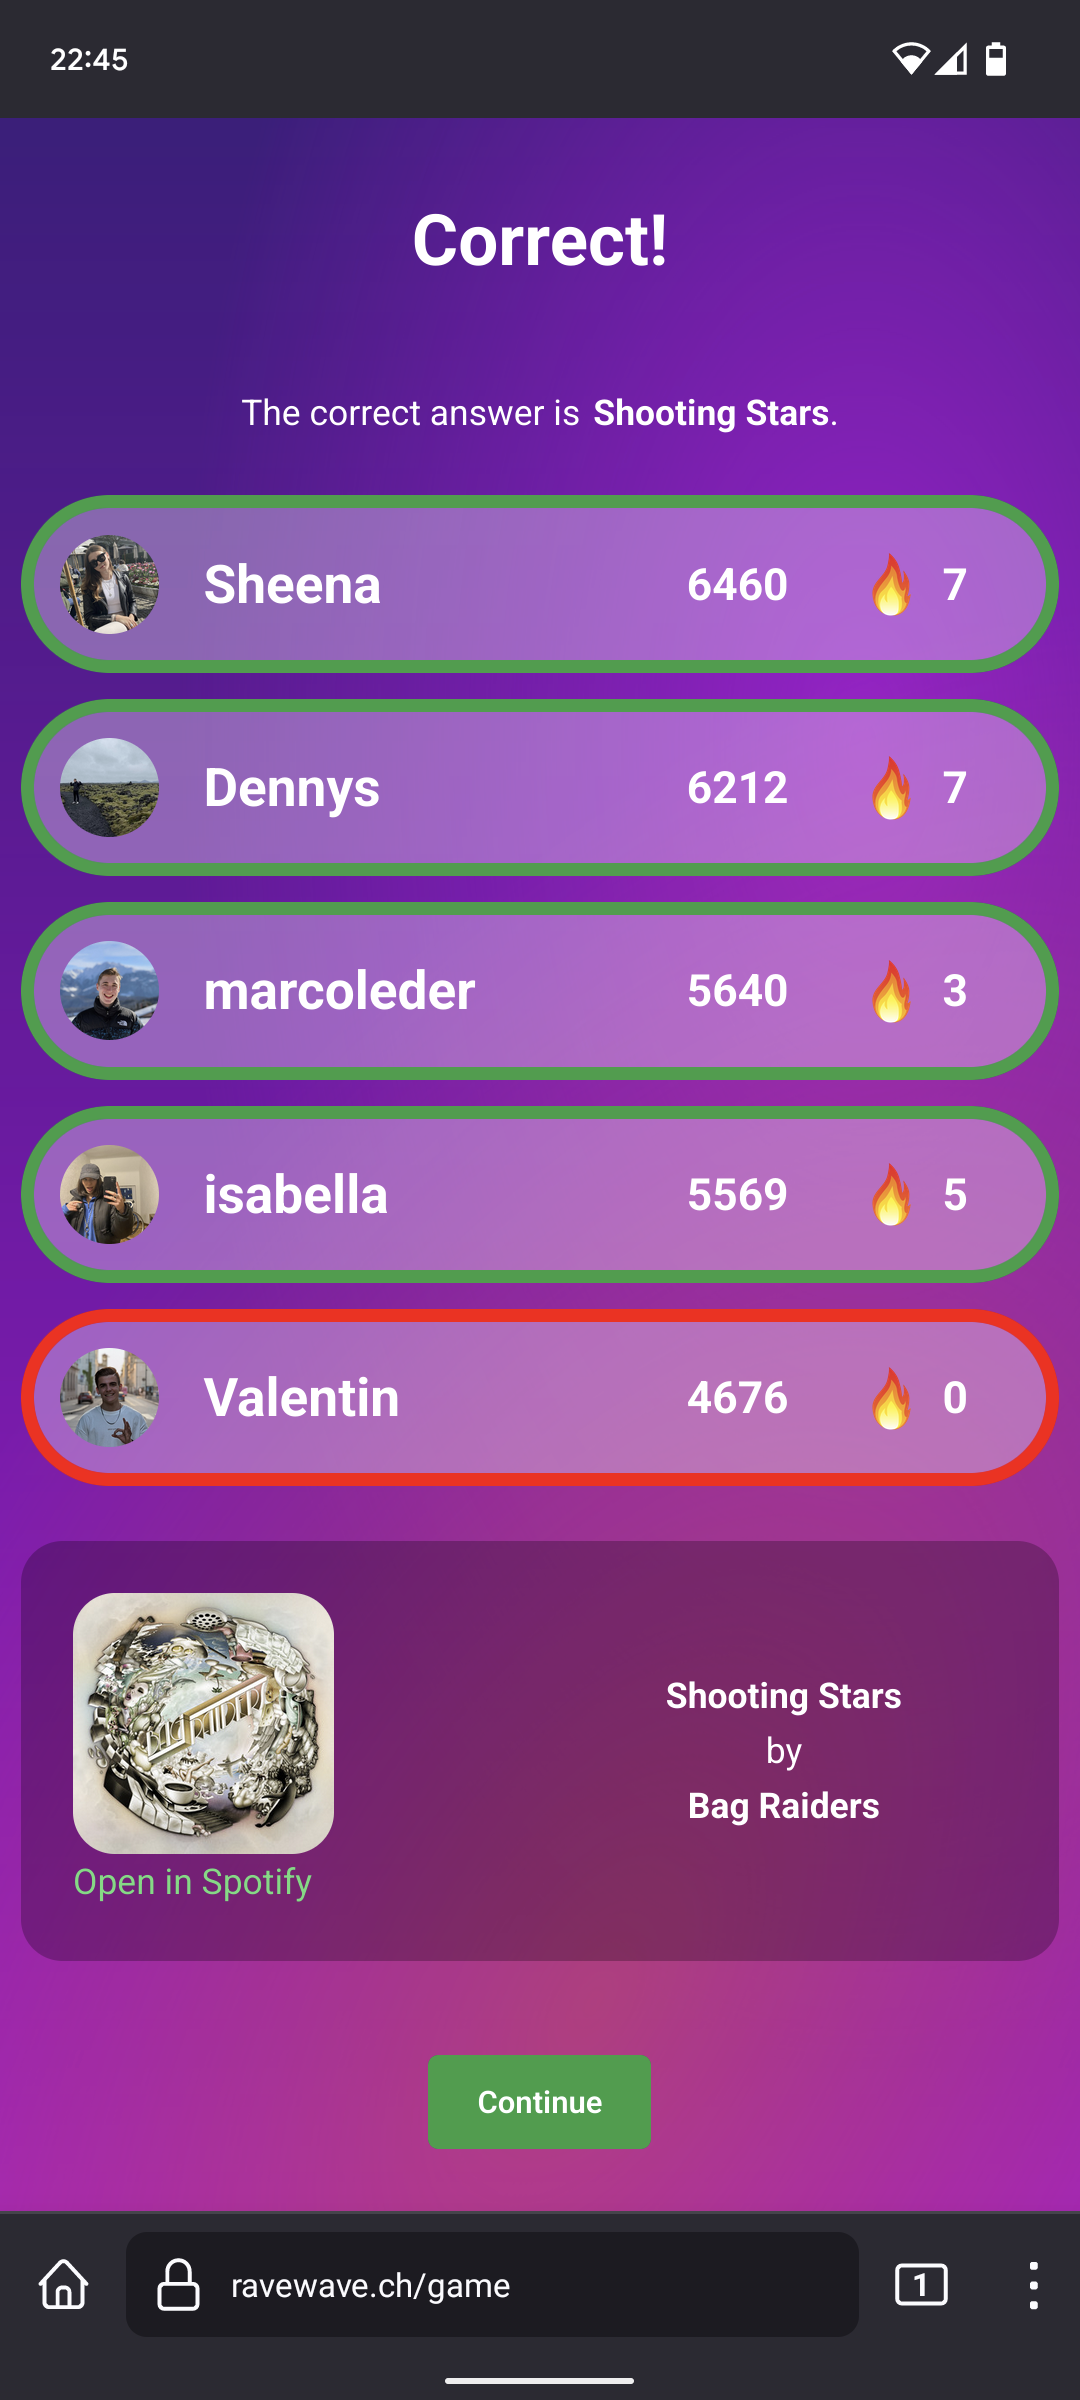 22:45
Correct!
The correct answer is Shooting Stars.
Sheena 6460 🔥 7
Dennys 6212 🔥 7
marcoleder 5640 🔥 3
isabella 5569 🔥 5
Valentin 4676 🔥 0
BAG RAIDERS
Shooting Stars
by
Bag Raiders
Open in Spotify
Continue
ravewave.ch/game
1